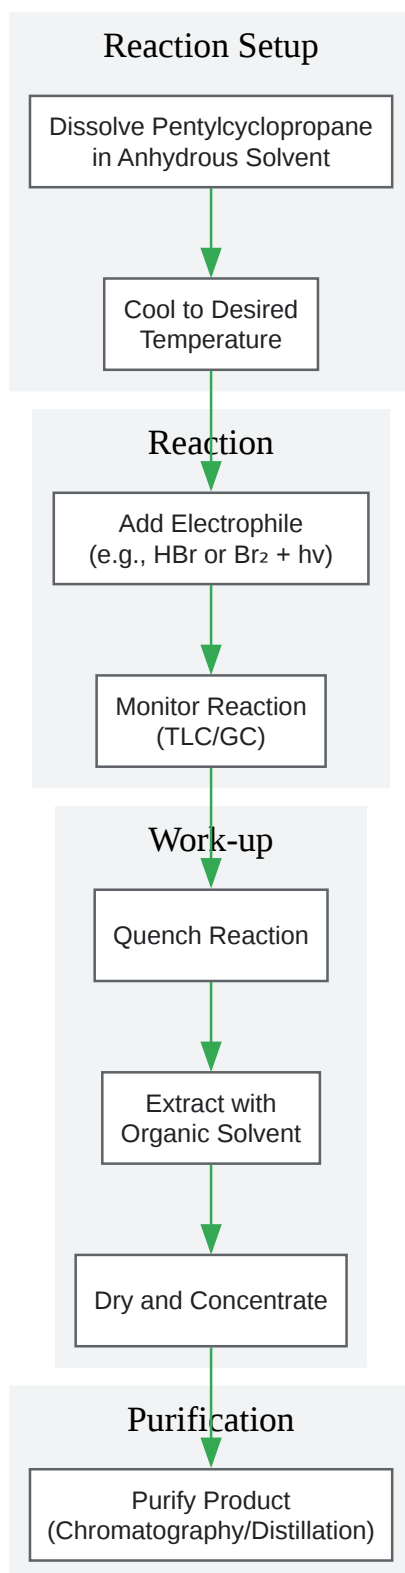 Reaction Setup
Dissolve Pentylcyclopropane
in Anhydrous Solvent
Cool to Desired
Temperature
Reaction
Add Electrophile
(e.g., HBr or Br₂ + hv)
Monitor Reaction
(TLC/GC)
Work-up
Quench Reaction
Extract with
Organic Solvent
Dry and Concentrate
Purification
Purify Product
(Chromatography/Distillation)